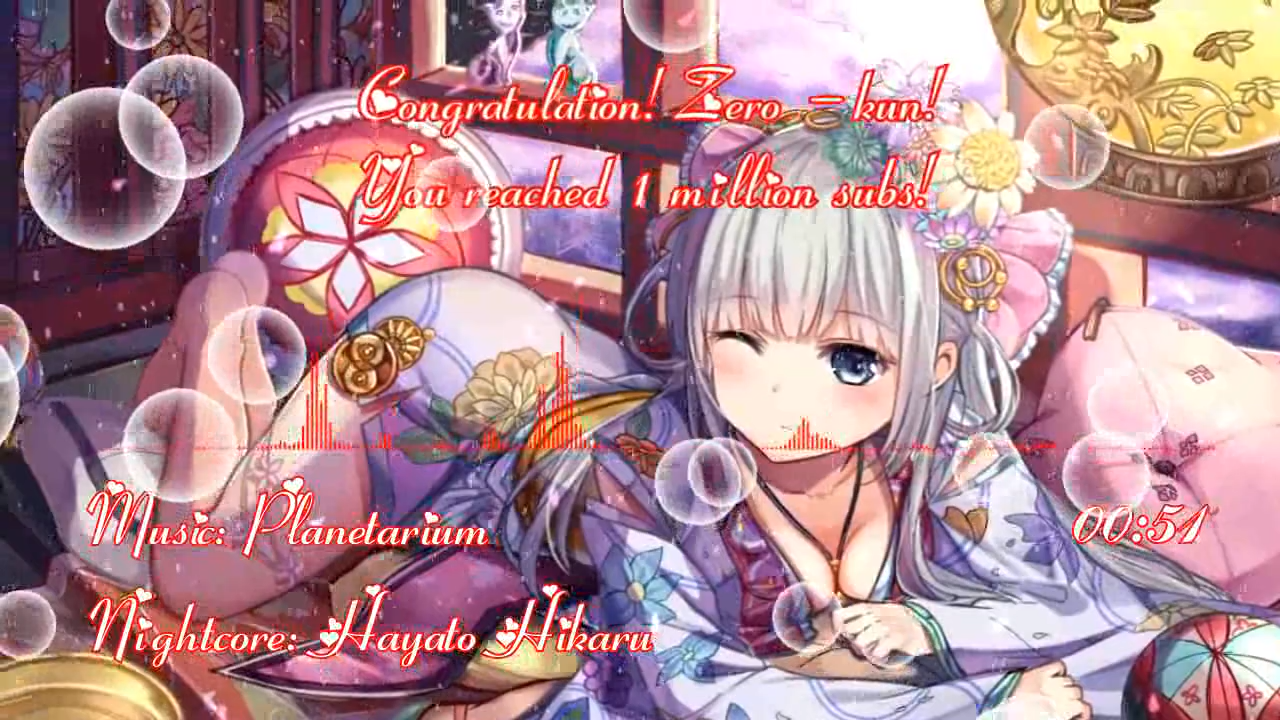 Congratulation! Zero - kun!
You reached 1 million subs!
Music: Planetarium
00:51
Nightcore: Hayato Hikaru